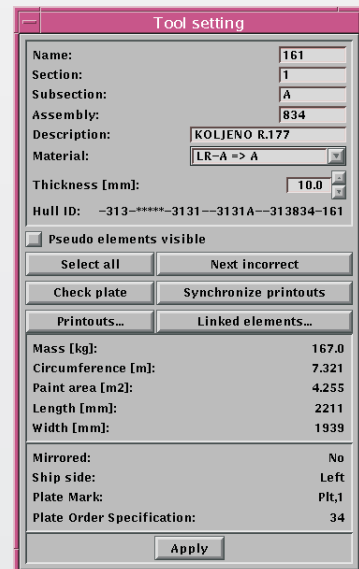 Tool setting
Name: 161
Section: 1
Subsection: A
Assembly: 834
Description: KOLJENO R.177
Material: LR-A => A
Thickness [mm]: 10.0
Hull ID: -313-*****-3131--3131A--313834-161
Pseudo elements visible
Select all Next incorrect
Check plate Synchronize printouts
Printouts... Linked elements...
Mass [kg]: 167.0
Circumference [m]: 7.321
Paint area [m2]: 4.255
Length [mm]: 2211
Width [mm]: 1939
Mirrored: No
Ship side: Left
Plate Mark: Plt,1
Plate Order Specification: 34
Apply